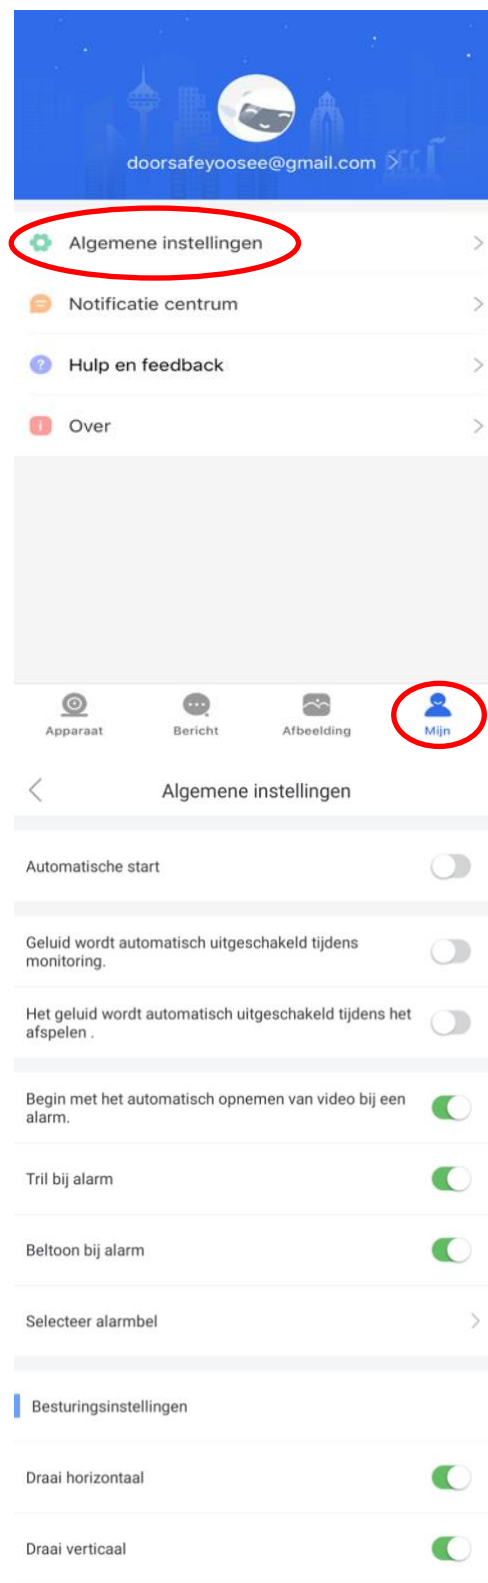 doorsafeyoosee@gmail.com >
Algemene instellingen
Notificatie centrum
Hulp en feedback
Over
Apparaat Bericht Afbeelding Mijn
Algemene instellingen
Automatische start
Geluid wordt automatisch uitgeschakeld tijdens
monitoring.
Het geluid wordt automatisch uitgeschakeld tijdens het
afspelen .
Begin met het automatisch opnemen van video bij een
alarm.
Tril bij alarm
Beltoon bij alarm
Selecteer alarmbel
Besturingsinstellingen
Draai horizontaal
Draai verticaal